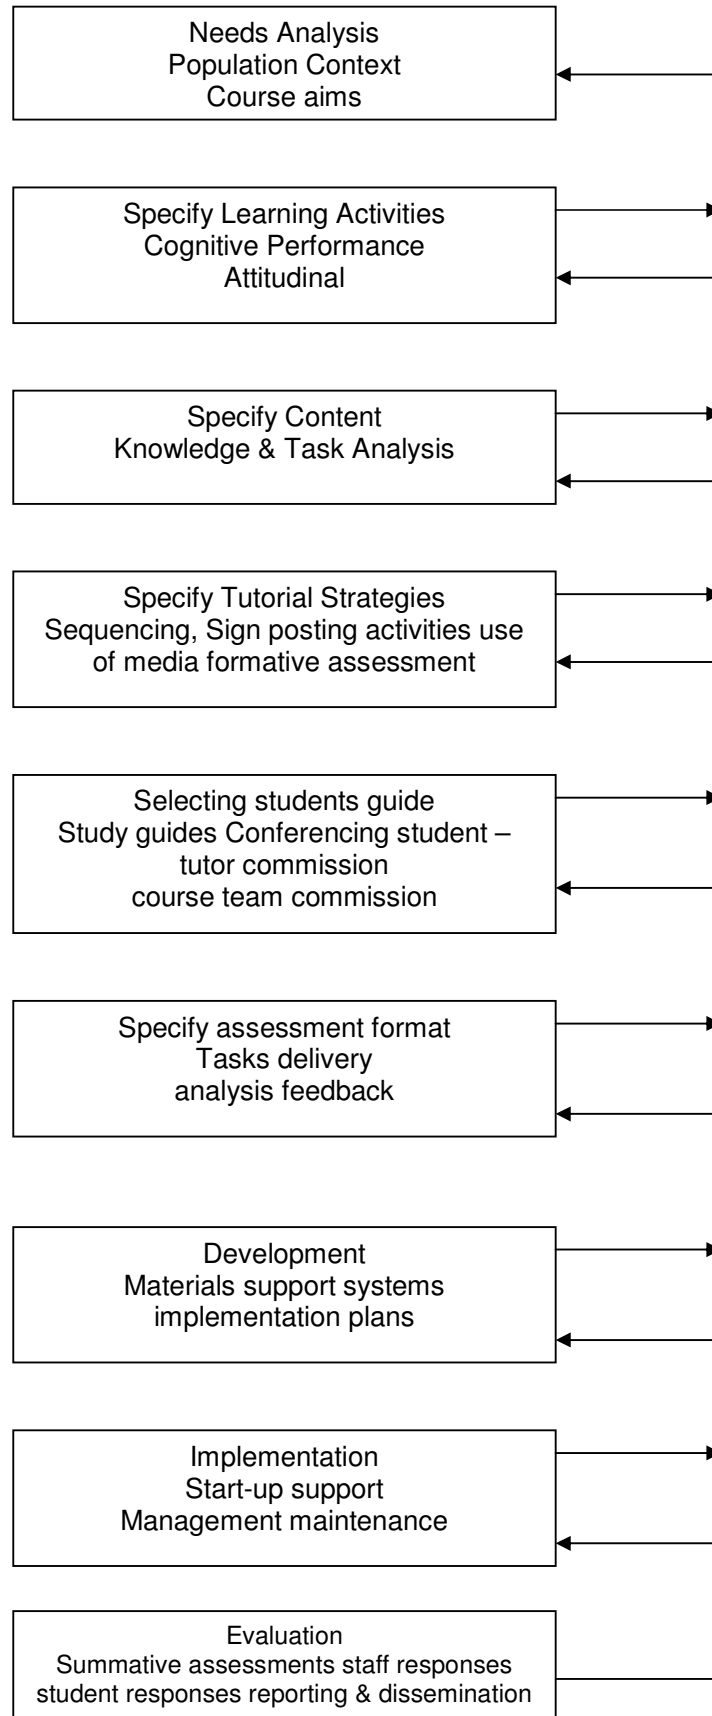 Needs Analysis
Population Context
Course aims
Specify Learning Activities
Cognitive Performance
Attitudinal
Specify Content
Knowledge & Task Analysis
Specify Tutorial Strategies
Sequencing, Sign posting activities use
of media formative assessment
Selecting students guide
Study guides Conferencing student –
tutor commission
course team commission
Specify assessment format
Tasks delivery
analysis feedback
Development
Materials support systems
implementation plans
Implementation
Start-up support
Management maintenance
Evaluation
Summative assessments staff responses
student responses reporting & dissemination